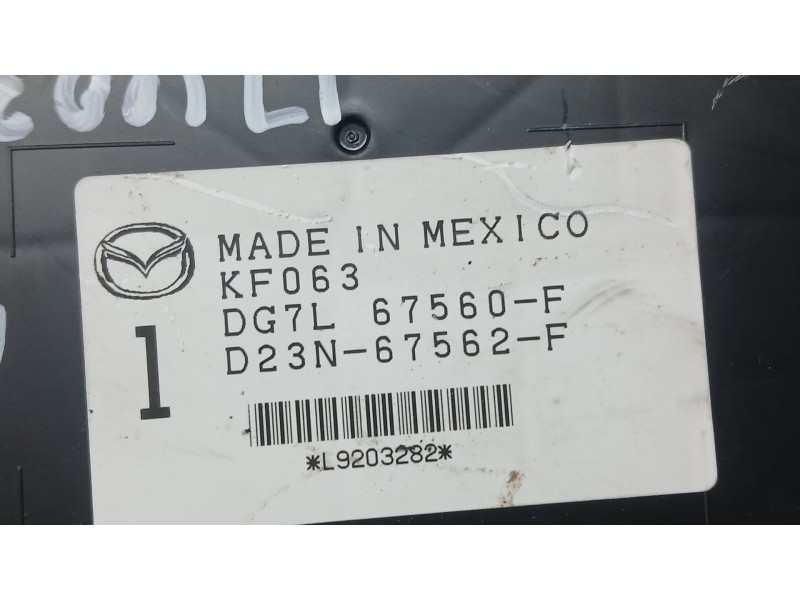 MADE IN MEXICO
KF063
DG7L 67560-F
D23N-67562-F
1
*L9203282*